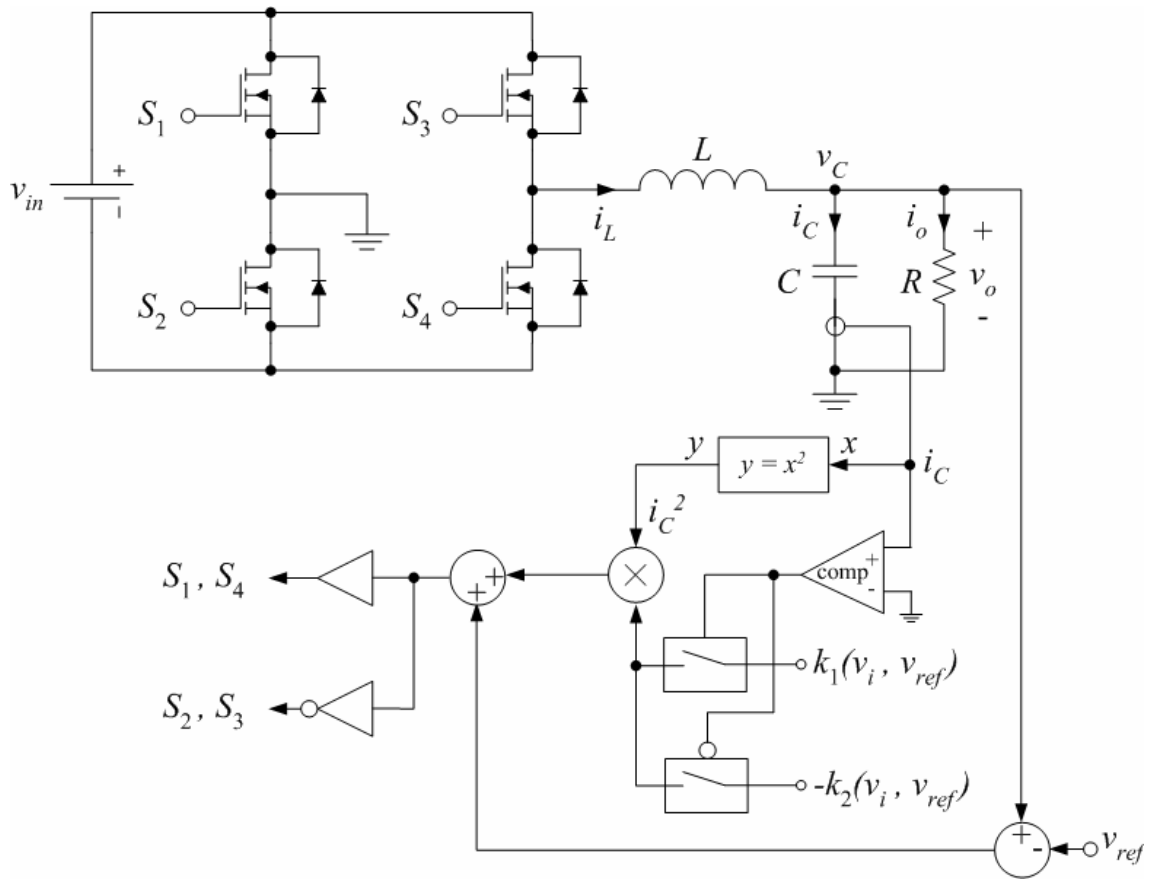 S1
S3
vin
+
-
L
vC
iL
iC
io
+
C
R
vo
-
S2
S4
y
y = x²
x
iC
iC²
S1 , S4
+
+
×
comp
+
-
k1(vi , vref)
S2 , S3
-k2(vi , vref)
+
-
vref